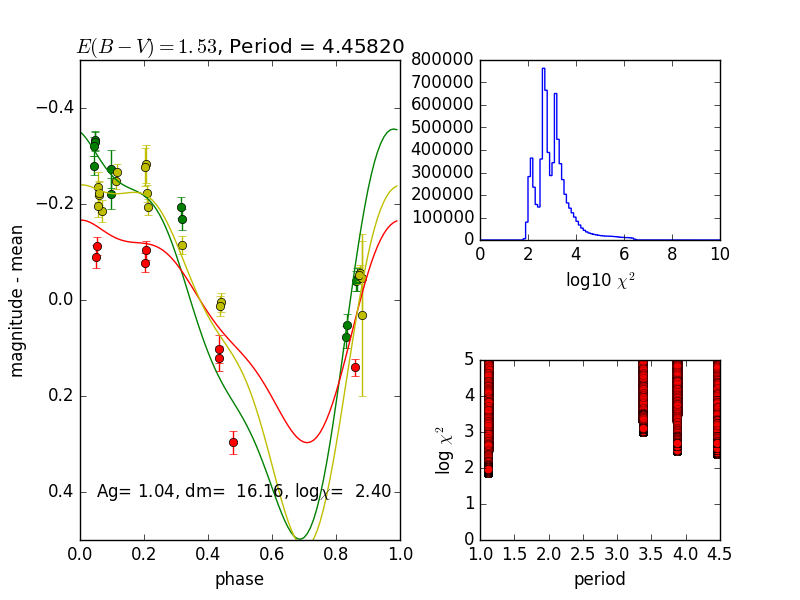 E(B−V)=1.53, Period = 4.45820
−0.4
−0.2
0.0
0.2
0.4
magnitude - mean
Ag= 1.04, dm=  16.16, logχ=  2.40
0.0 0.2 0.4 0.6 0.8 1.0
phase
800000
700000
600000
500000
400000
300000
200000
100000
0
0 2 4 6 8 10
log10 χ²
5
4
3
2
1
0
log χ²
1.0 1.5 2.0 2.5 3.0 3.5 4.0 4.5
period